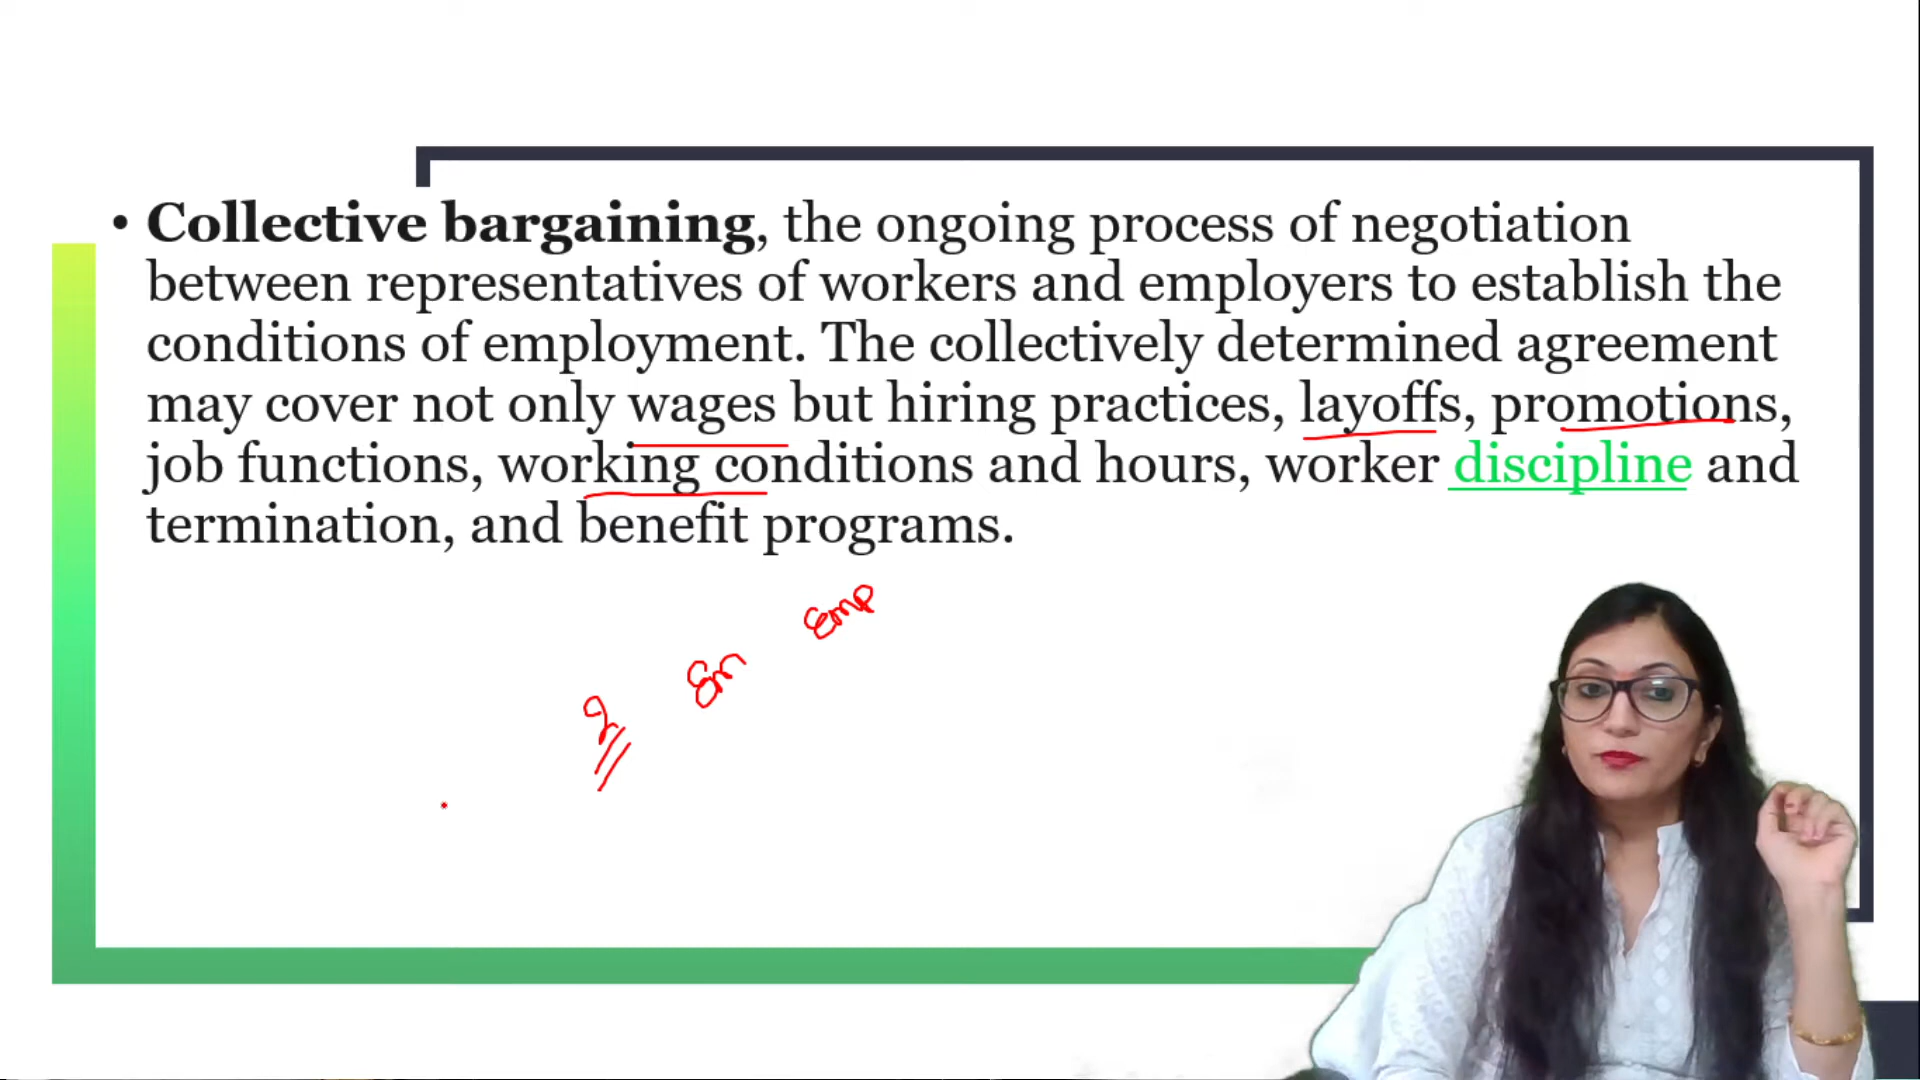 • Collective bargaining, the ongoing process of negotiation
between representatives of workers and employers to establish the
conditions of employment. The collectively determined agreement
may cover not only wages but hiring practices, layoffs, promotions,
job functions, working conditions and hours, worker discipline and
termination, and benefit programs.
Emp
2